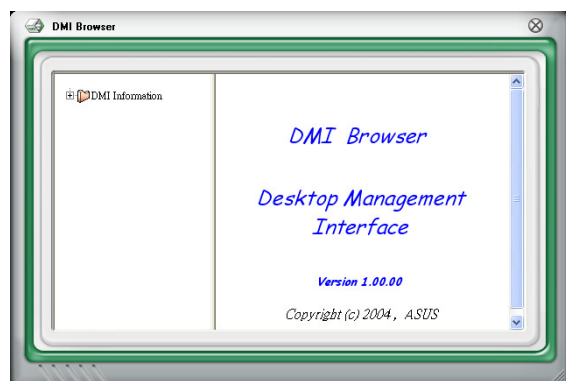 DMI Browser
DMI Information
DMI Browser
Desktop Management
Interface
Version 1.00.00
Copyright (c) 2004, ASUS